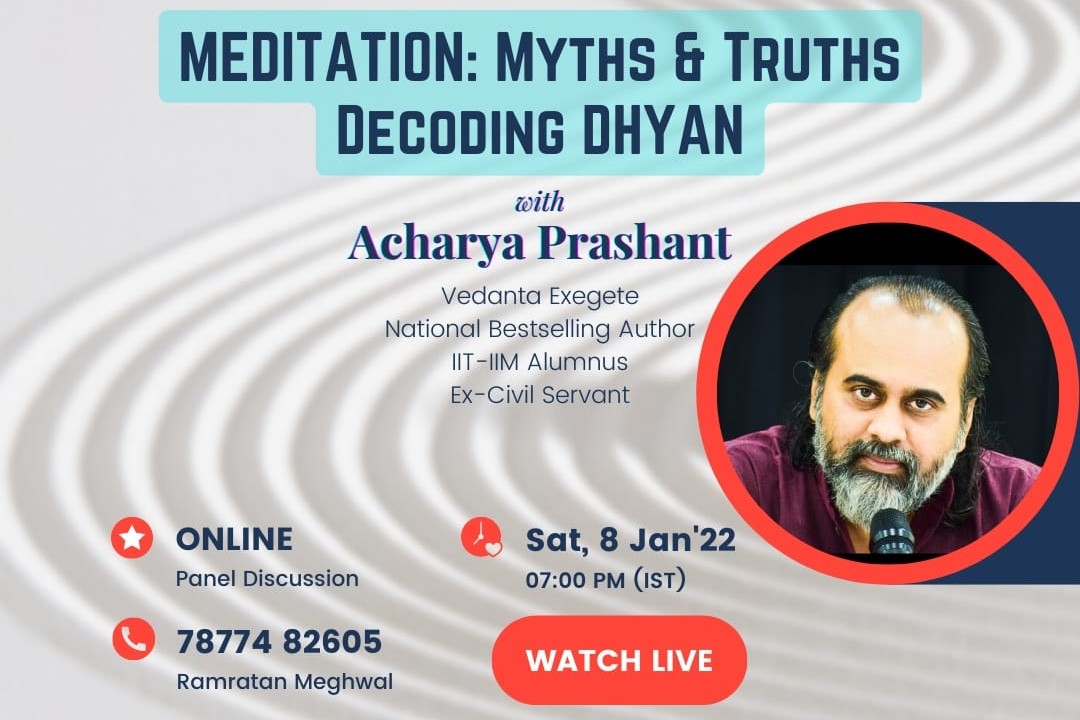 MEDITATION: MYTHS & TRUTHS
DECODING DHYAN
with
Acharya Prashant
Vedanta Exegete
National Bestselling Author
IIT-IIM Alumnus
Ex-Civil Servant
ONLINE
Panel Discussion
Sat, 8 Jan'22
07:00 PM (IST)
78774 82605
Ramratan Meghwal
WATCH LIVE